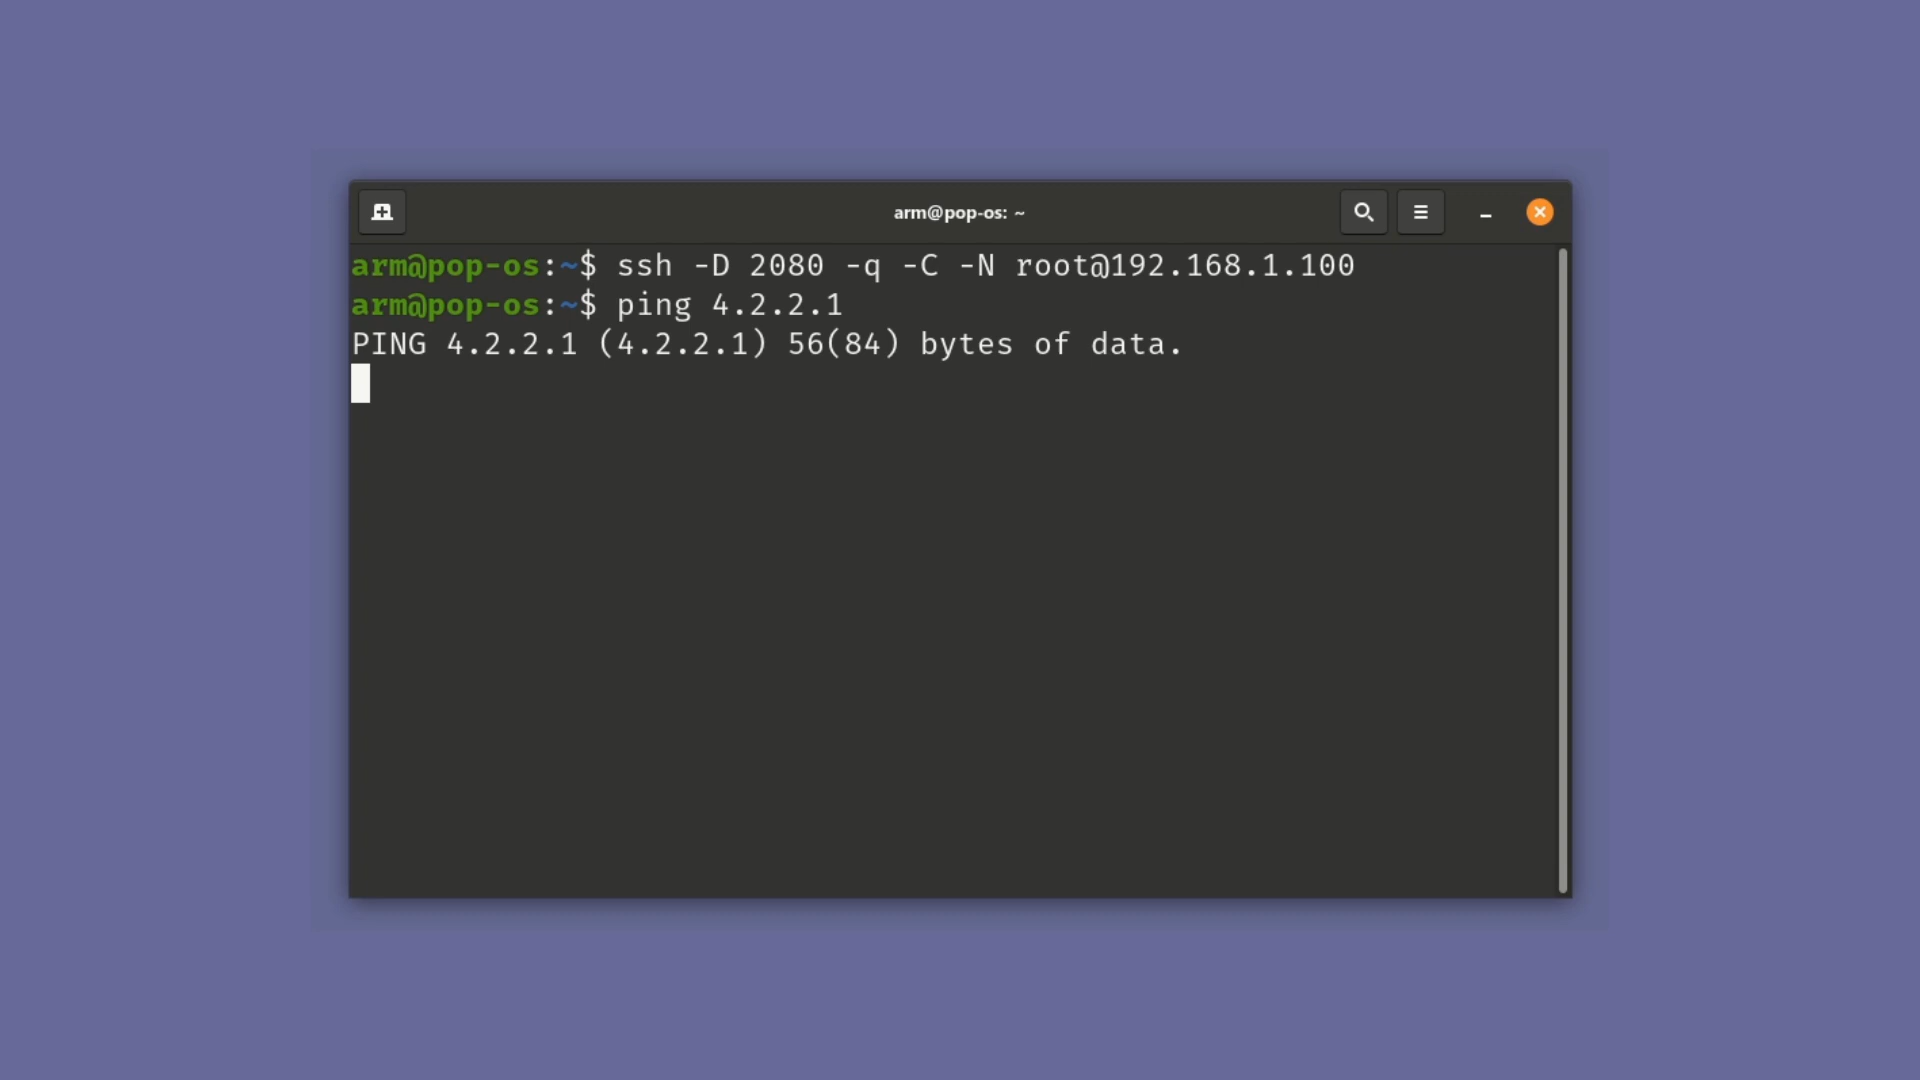 arm@pop-os: ~
arm@pop-os:~$ ssh -D 2080 -q -C -N root@192.168.1.100
arm@pop-os:~$ ping 4.2.2.1
PING 4.2.2.1 (4.2.2.1) 56(84) bytes of data.